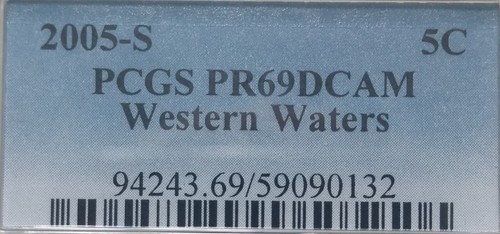 2005-S 5C
PCGS PR69DCAM
Western Waters
94243.69/59090132